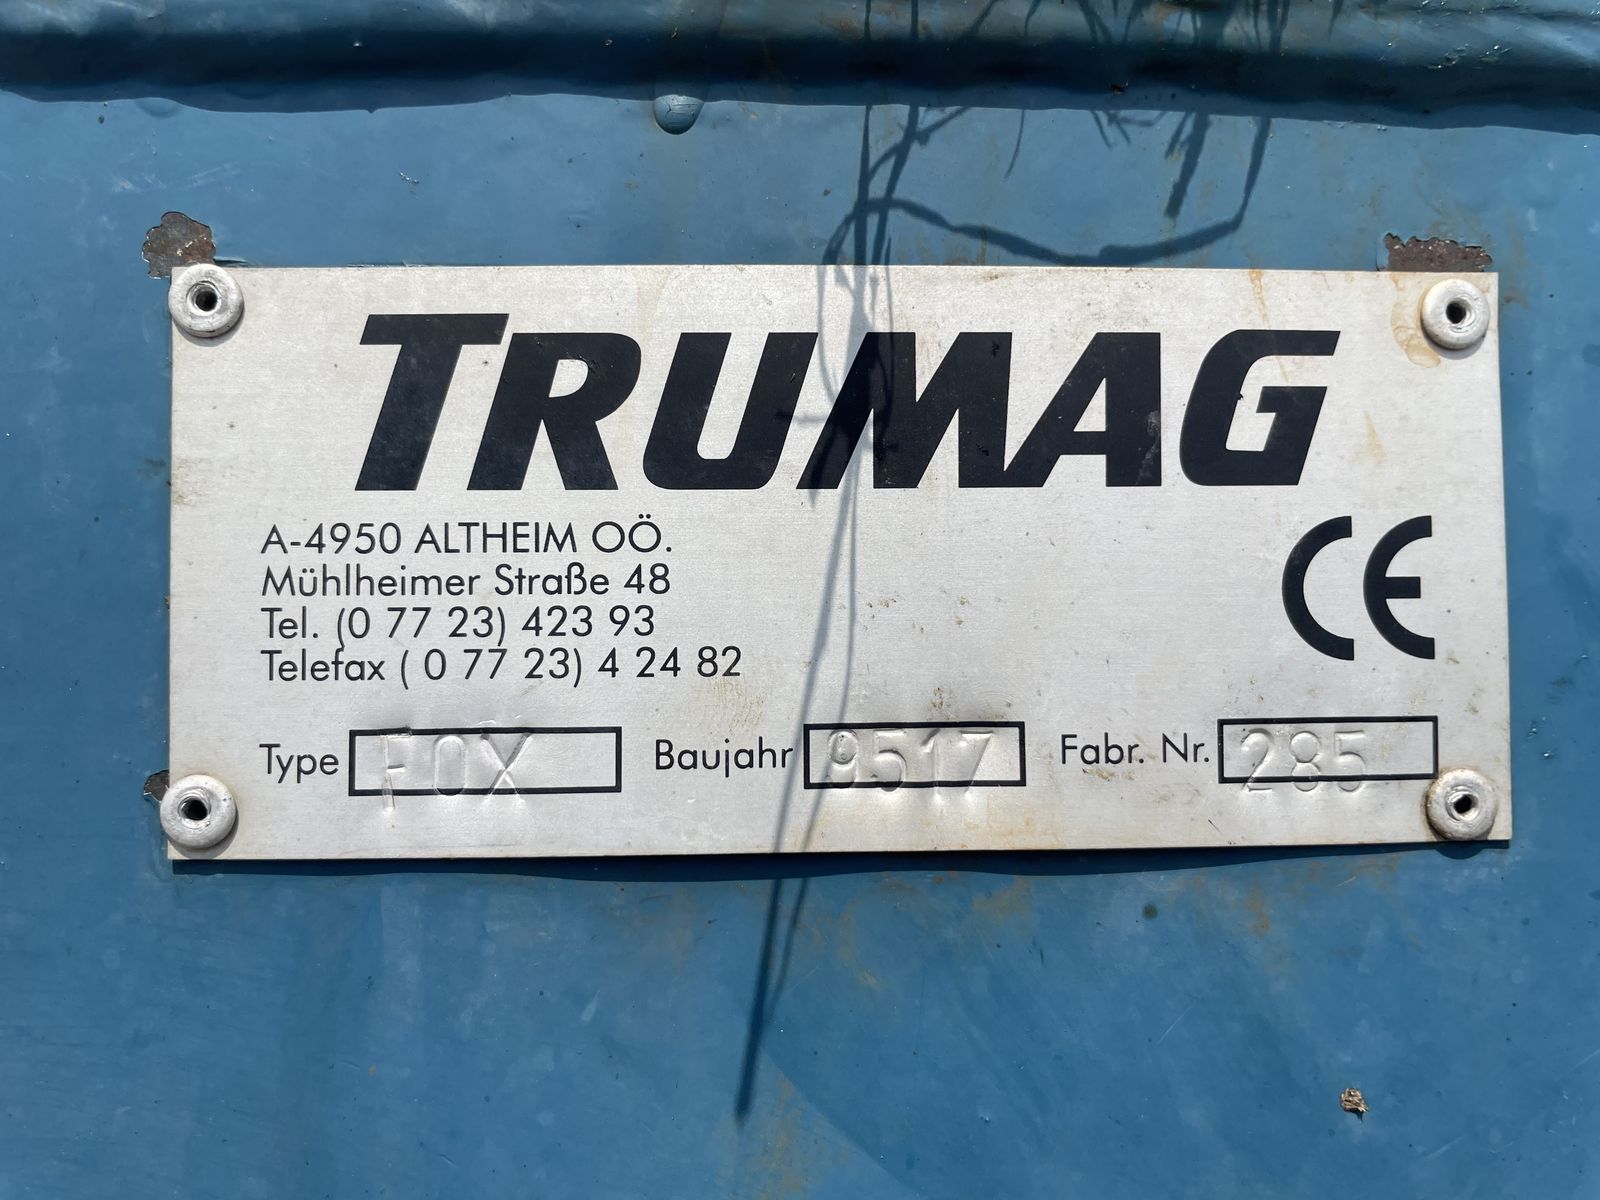 TRUMAG
A-4950 ALTHEIM OÖ.
Mühlheimer Straße 48
Tel. (0 77 23) 423 93
Telefax ( 0 77 23) 4 24 82
CE
Type FOX Baujahr 9517 Fabr. Nr. 285